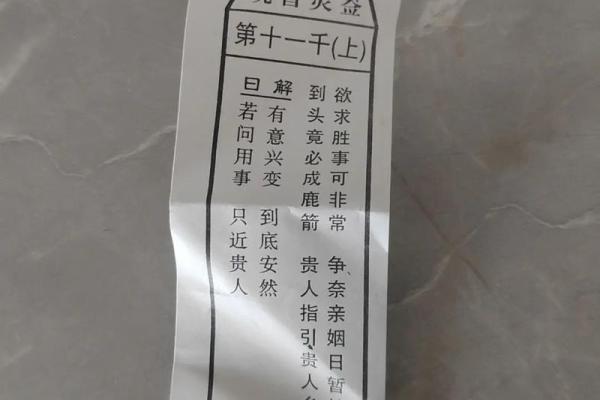 第十一千(上)
欲求胜事可非常 争奈亲姻日暂
到头竟必成鹿箭 贵人指引贵人
解曰
有意兴变 到底安然
若问用事 只近贵人